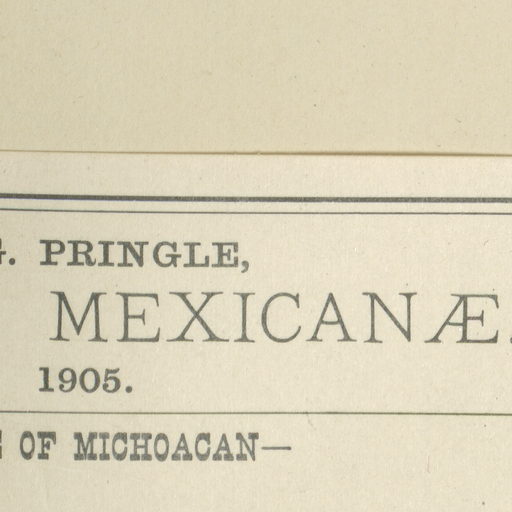 G. PRINGLE,
MEXICANÆ.
1905.
OF MICHOACAN—